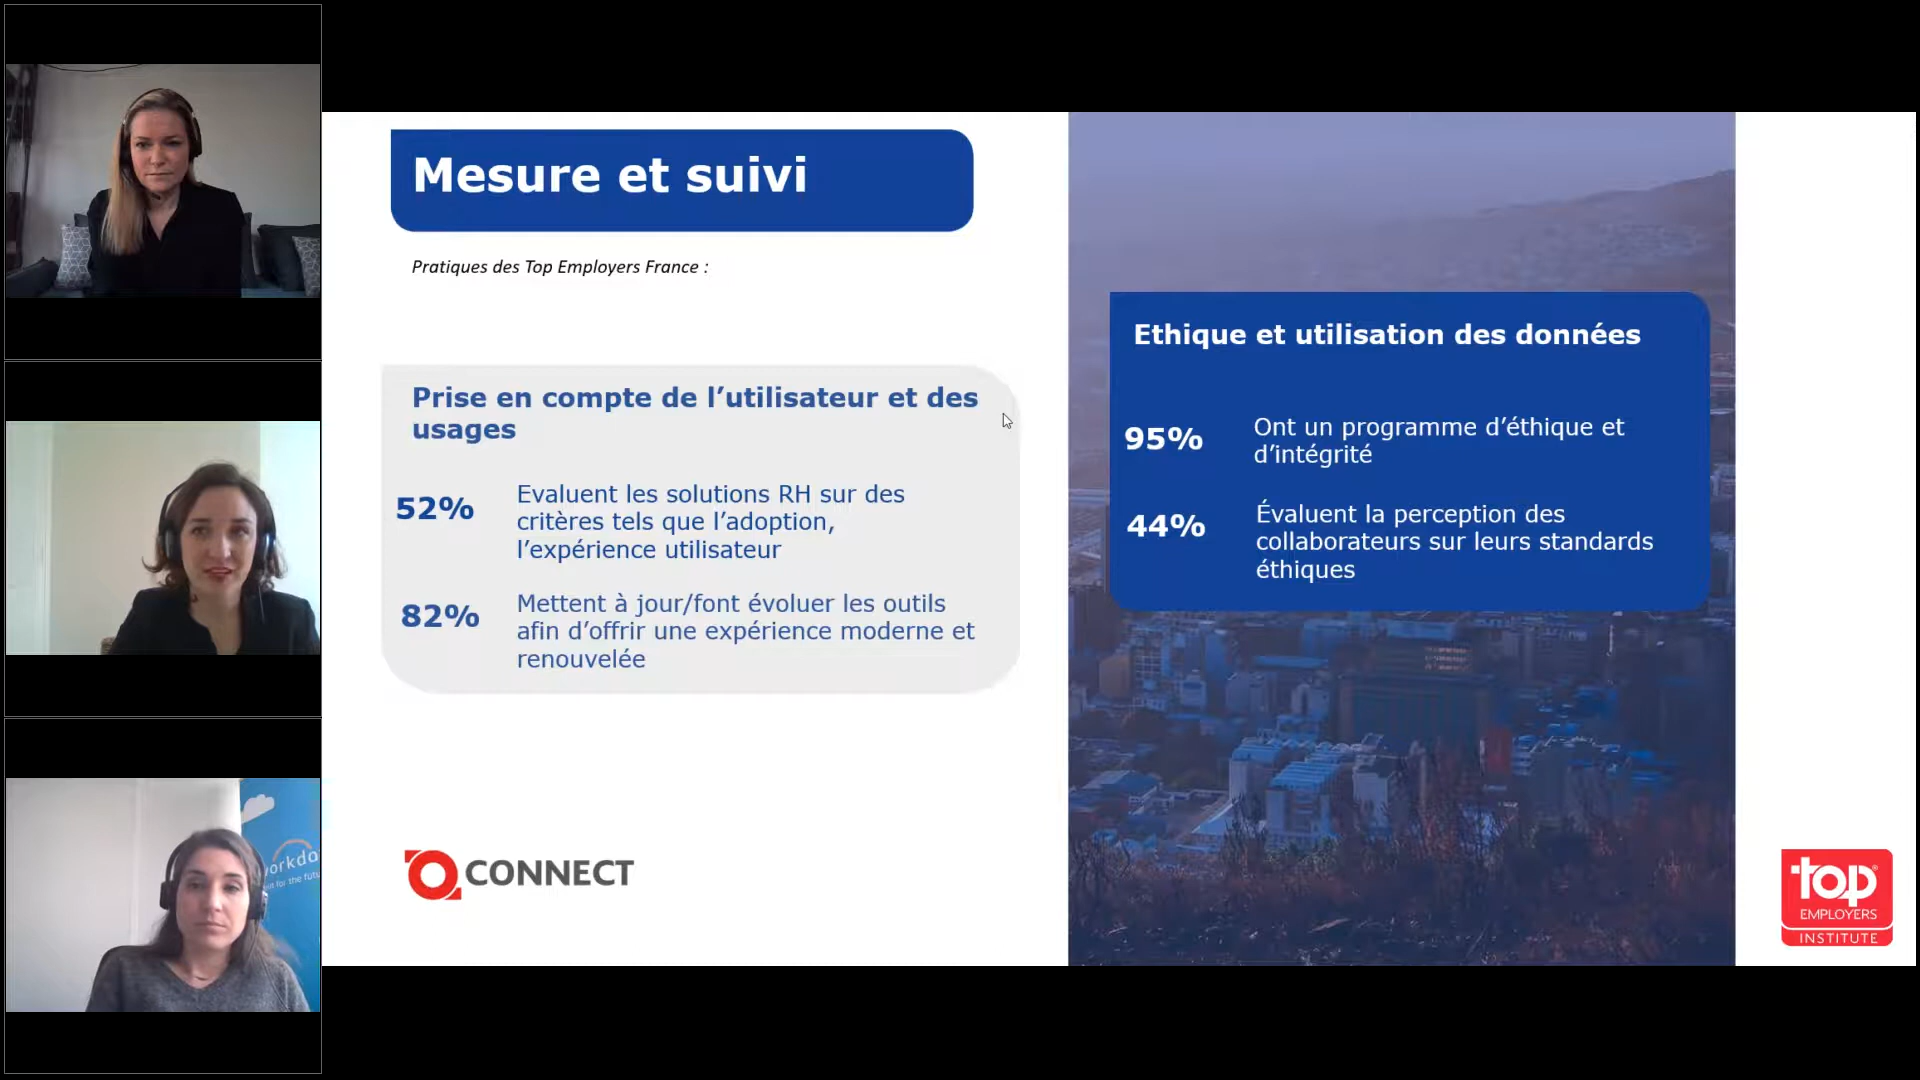 Mesure et suivi
Pratiques des Top Employers France :
Prise en compte de l’utilisateur et des
usages
52%
Evaluent les solutions RH sur des
critères tels que l’adoption,
l’expérience utilisateur
82%
Mettent à jour/font évoluer les outils
afin d’offrir une expérience moderne et
renouvelée
CONNECT
Ethique et utilisation des données
95%
Ont un programme d’éthique et
d’intégrité
44%
Évaluent la perception des
collaborateurs sur leurs standards
éthiques
top
EMPLOYERS
INSTITUTE
for the